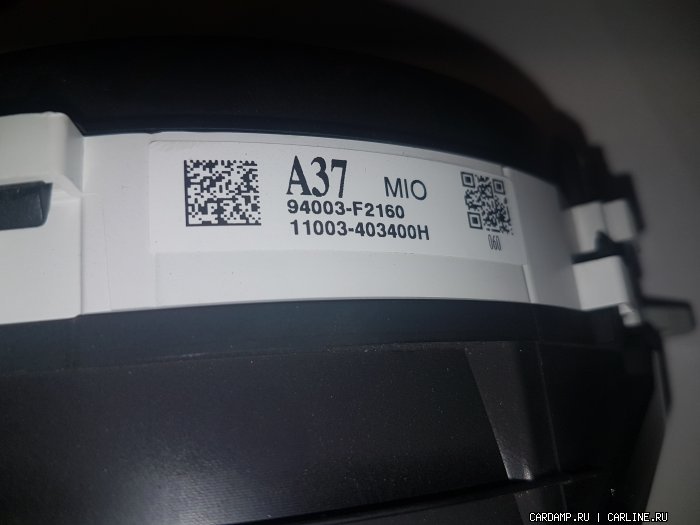 A37 MIO
94003-F2160
11003-403400H
060
CARDAMP.RU | CARLINE.RU